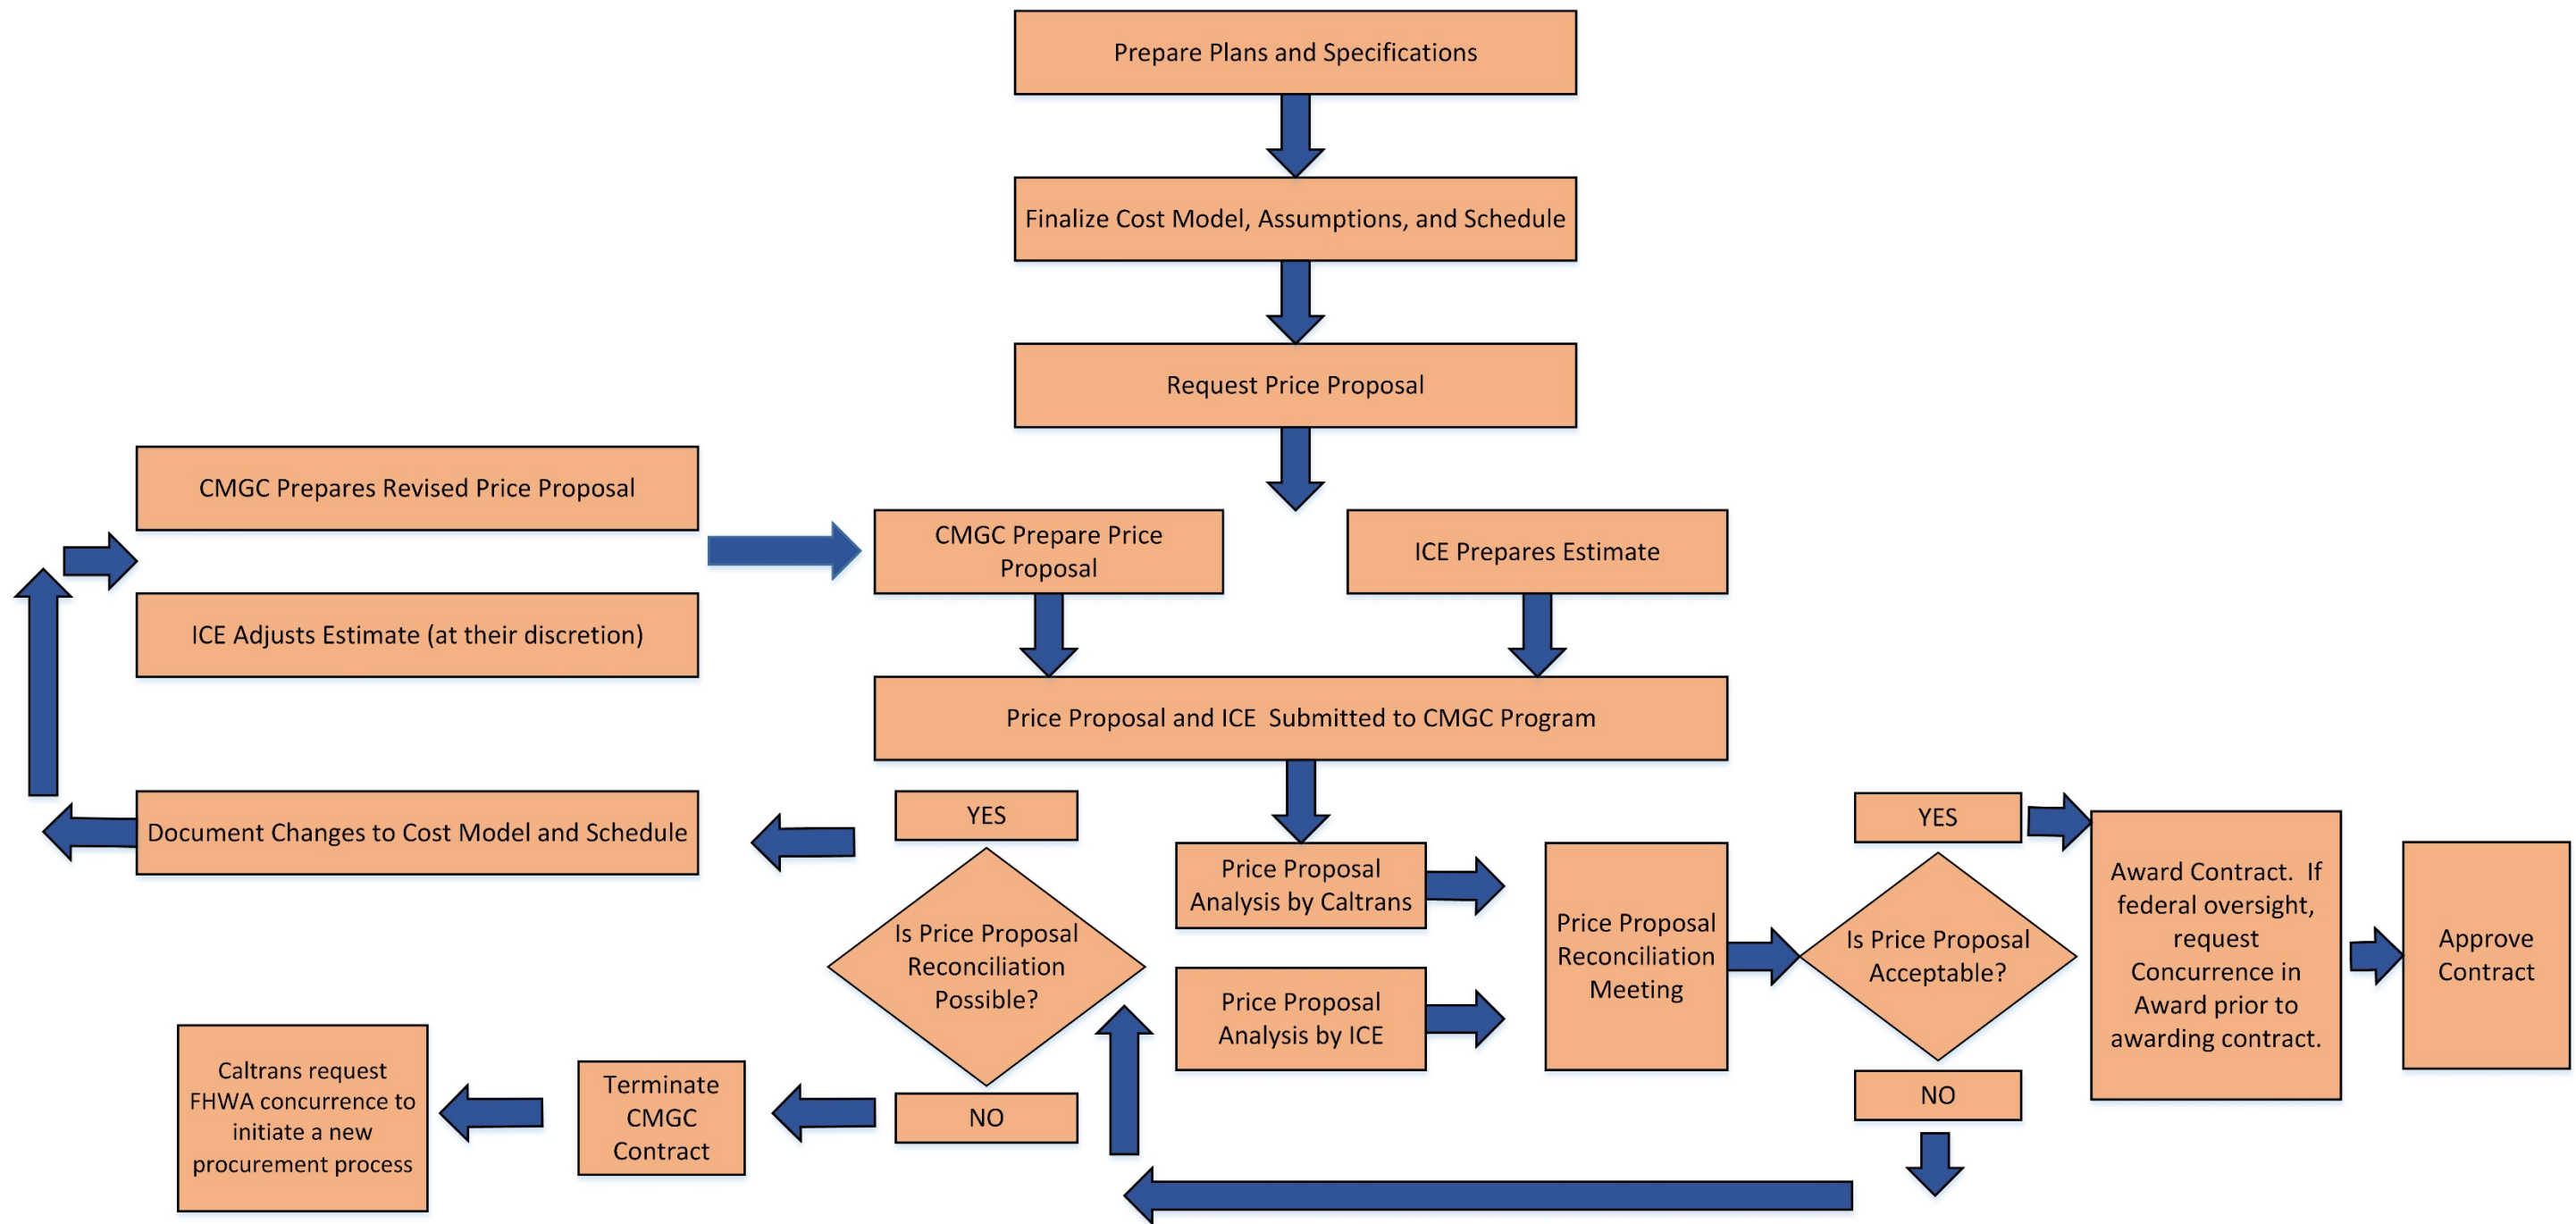 Prepare Plans and Specifications
Finalize Cost Model, Assumptions, and Schedule
Request Price Proposal
CMGC Prepares Revised Price Proposal
ICE Adjusts Estimate (at their discretion)
CMGC Prepare Price
Proposal
ICE Prepares Estimate
Price Proposal and ICE  Submitted to CMGC Program
Document Changes to Cost Model and Schedule
YES
Is Price Proposal
Reconciliation
Possible?
NO
Terminate
CMGC
Contract
Caltrans request
FHWA concurrence to
initiate a new
procurement process
Price Proposal
Analysis by Caltrans
Price Proposal
Analysis by ICE
Price Proposal
Reconciliation
Meeting
YES
Is Price Proposal
Acceptable?
NO
Award Contract.  If
federal oversight,
request
Concurrence in
Award prior to
awarding contract.
Approve
Contract